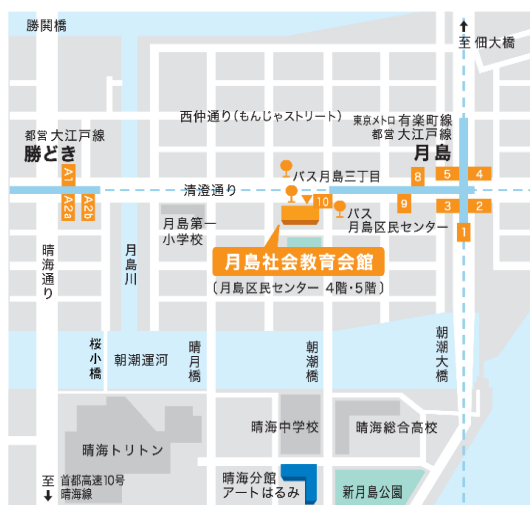 勝鬨橋
至 佃大橋
西仲通り(もんじゃストリート)
東京メトロ 有楽町線
都営 大江戸線
月島
都営 大江戸線
勝どき
A1
A2a
A2b
清澄通り
バス月島三丁目
8
5
4
10
9
3
2
1
バス
月島区民センター
月島第一
小学校
月島社会教育会館
(月島区民センター 4階・5階)
晴海通り
月島川
桜小橋
朝潮運河
晴月橋
朝潮橋
朝潮大橋
晴海トリトン
晴海中学校
晴海総合高校
至 首都高速10号
晴海線
晴海分館
アートはるみ
新月島公園